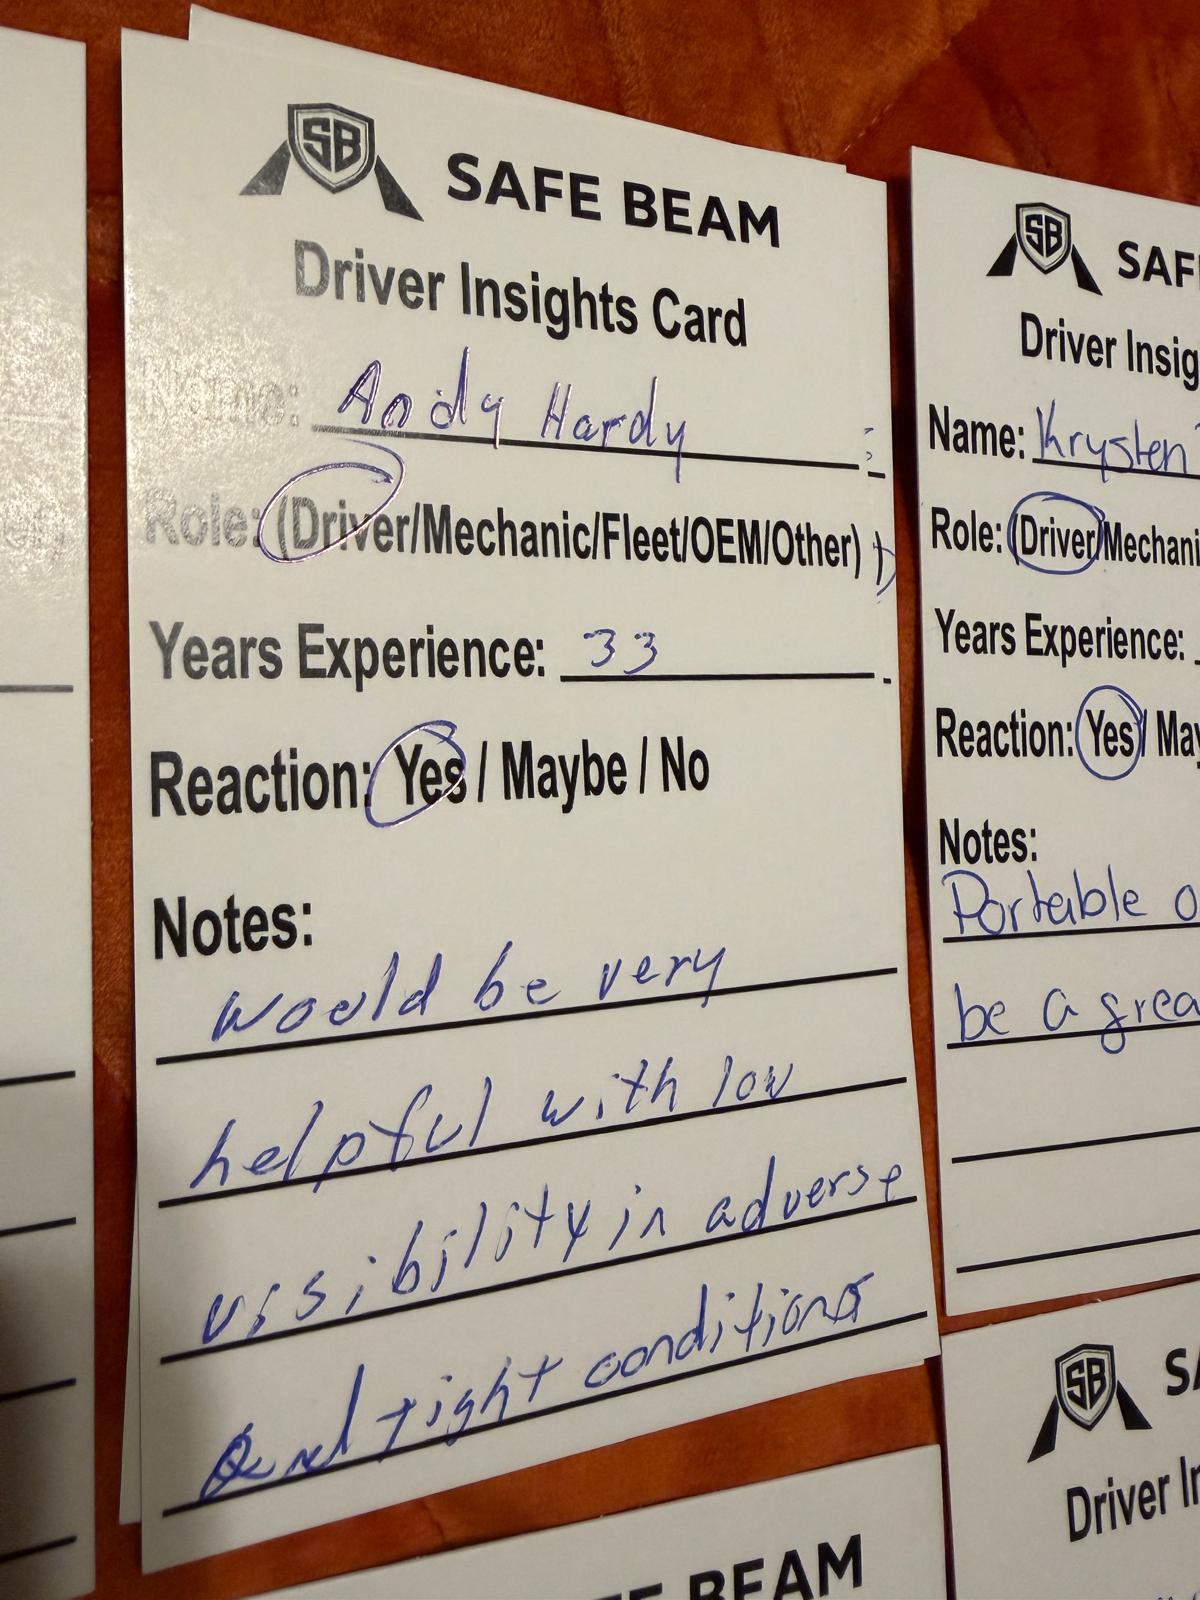 SB SAFE BEAM
Driver Insights Card
Name: Andy Hardy
Role: (Driver/Mechanic/Fleet/OEM/Other)
Years Experience: 33
Reaction: Yes / Maybe / No
Notes:
would be very
helpful with low
visibility in adverse
and tight conditions
SB SAF
Driver Insig
Name: Krysten
Role: (Driver/Mechani
Years Experience:
Reaction: Yes / May
Notes:
Portable o
be a grea
SB SA
Driver In
FE BEAM